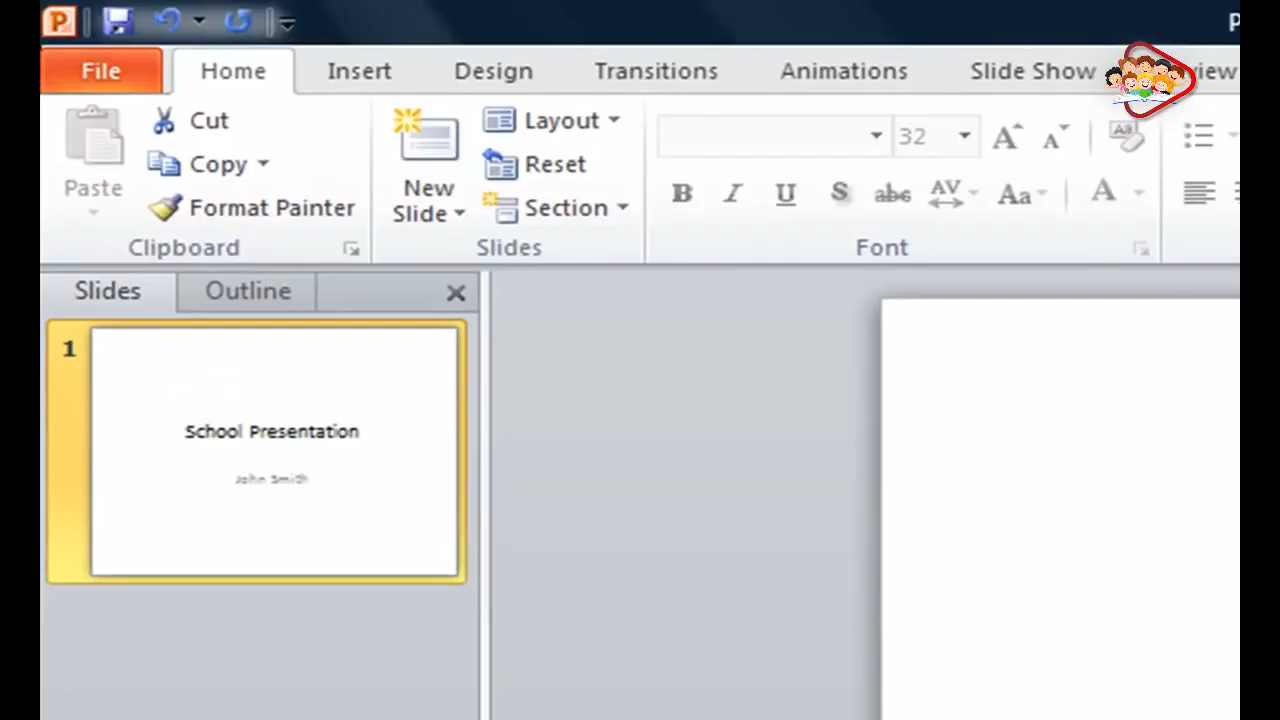 P
File Home Insert Design Transitions Animations Slide Show view
Cut
Copy
Format Painter
Paste
Clipboard
New Slide
Layout
Reset
Section
Slides
32
B I U S abc AV Aa A
Font
Slides Outline
1
School Presentation
John Smith